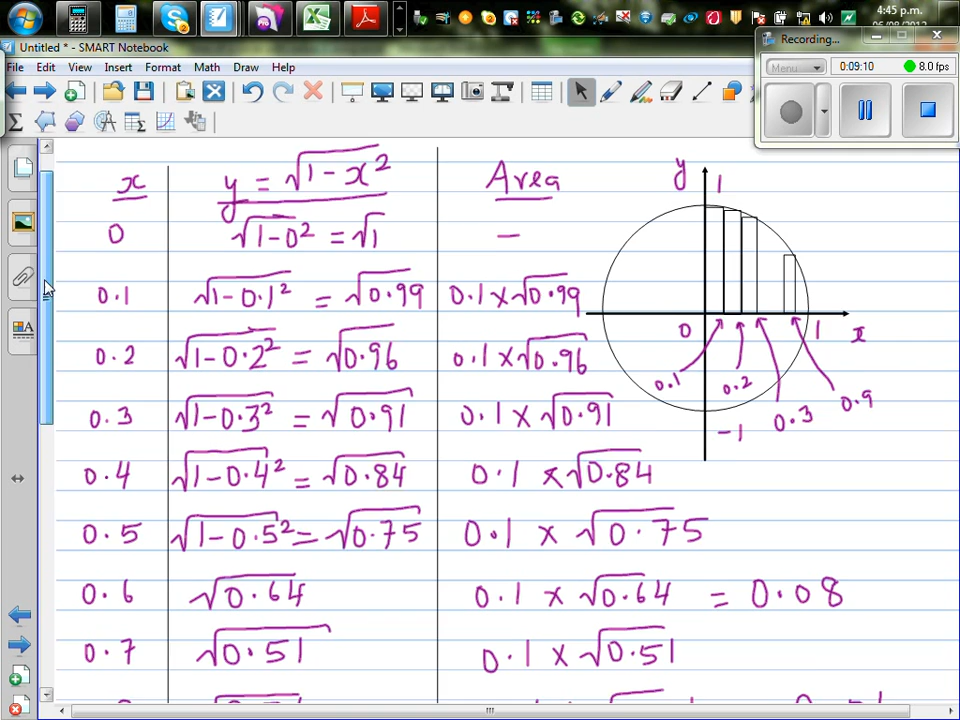 4:45 p.m.
06/08/2012
Untitled * - SMART Notebook
Recording...
File Edit View Insert Format Math Draw Help
Menu 0:09:10 8.0 fps
x y = √1-x² Area
0 √1-0² = √1 -
0.1 √1-0.1² = √0.99 0.1 x √0.99
0.2 √1-0.2² = √0.96 0.1 x √0.96
0.3 √1-0.3² = √0.91 0.1 x √0.91
0.4 √1-0.4² = √0.84 0.1 x √0.84
0.5 √1-0.5² = √0.75 0.1 x √0.75
0.6 √0.64 0.1 x √0.64 = 0.08
0.7 √0.51 0.1 x √0.51
y 1
0 1 x
0.1 0.2 0.3 0.9
-1